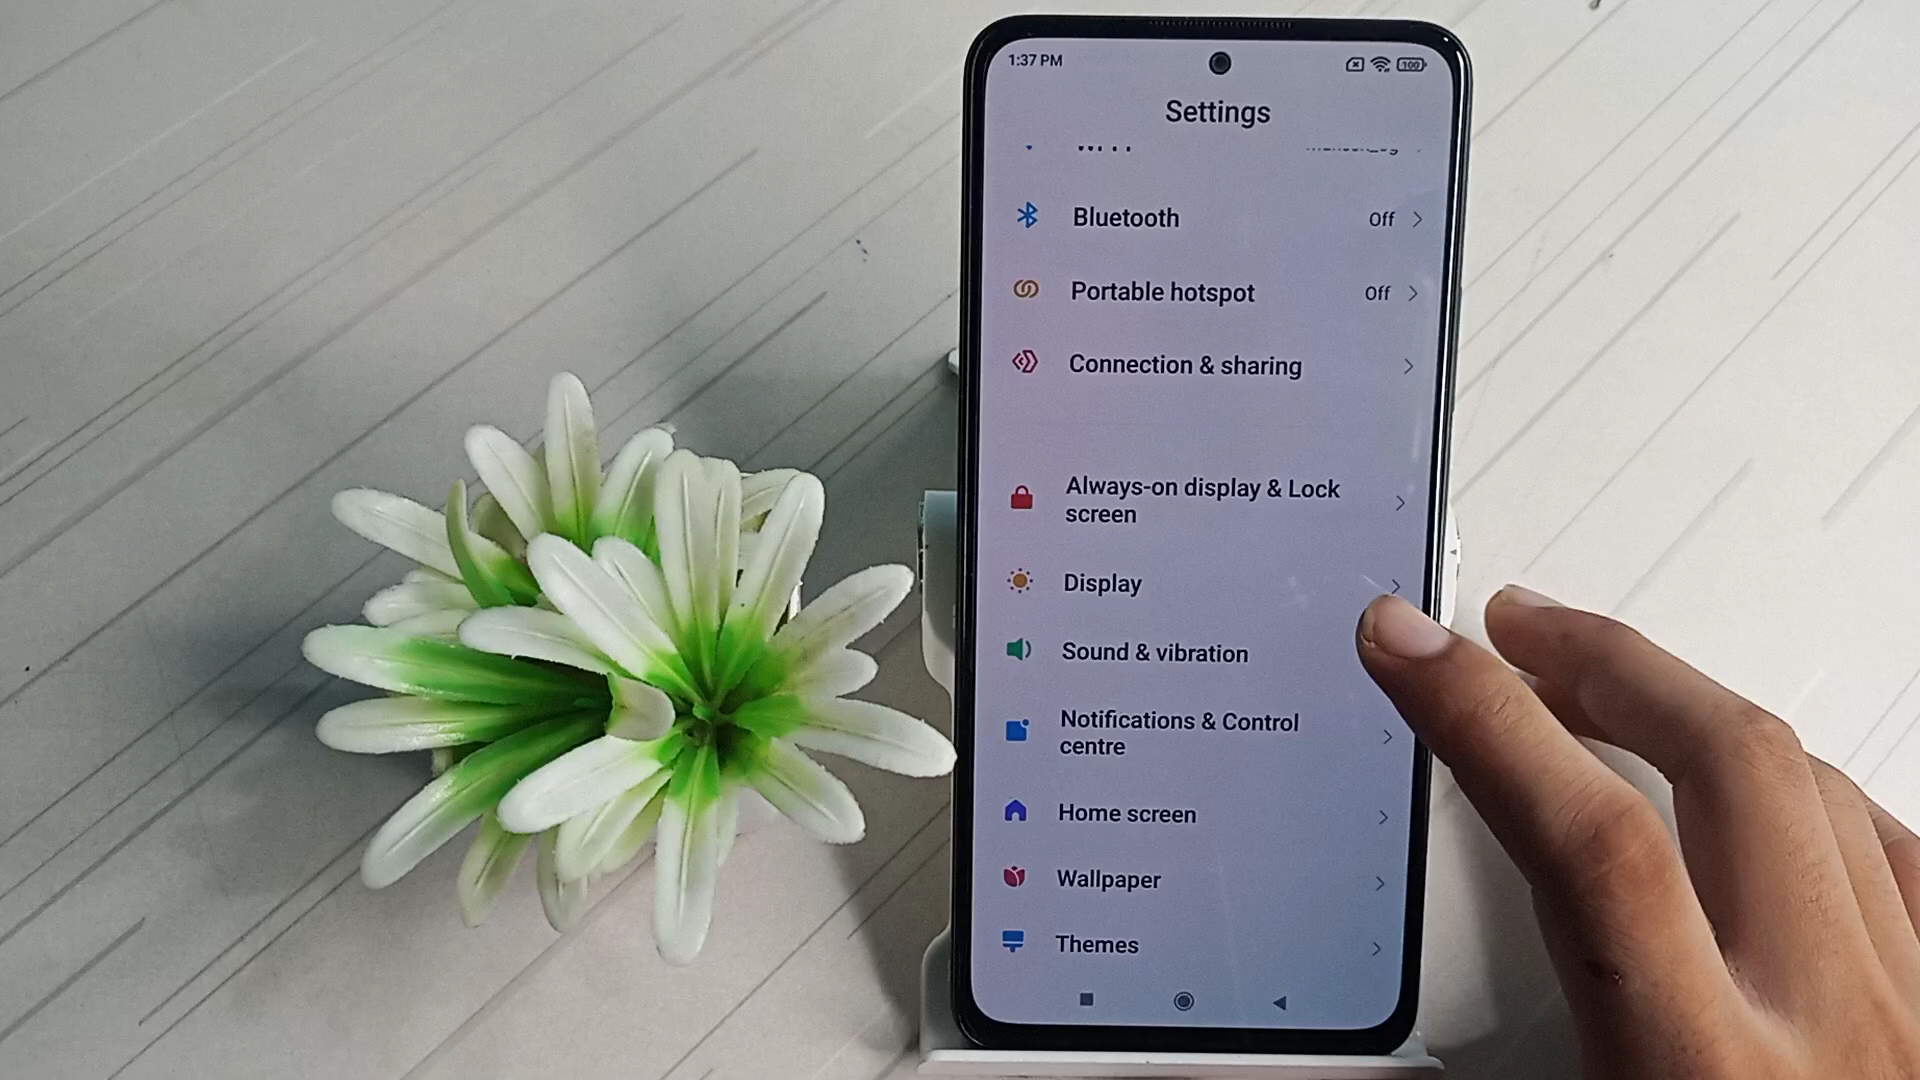 1:37 PM
100
Settings
Bluetooth
Off
Portable hotspot
Off
Connection & sharing
Always-on display & Lock
screen
Display
Sound & vibration
Notifications & Control
centre
Home screen
Wallpaper
Themes